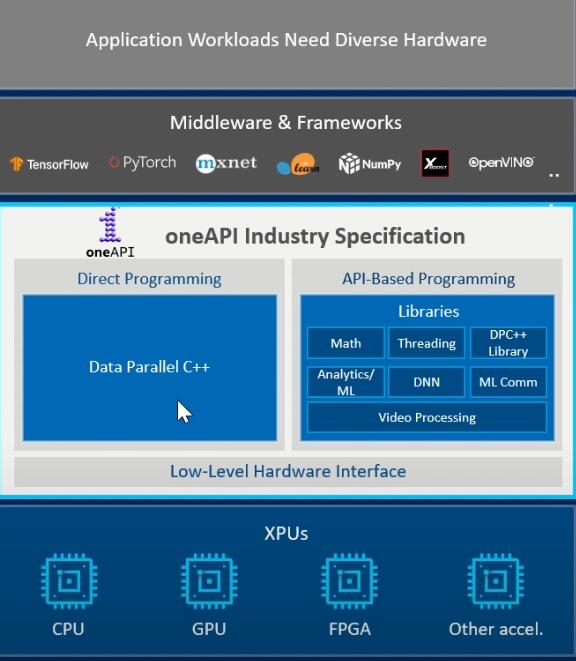 Application Workloads Need Diverse Hardware
Middleware & Frameworks
TensorFlow
PyTorch
mxnet
learn
NumPy
OpenVINO
..
oneAPI
oneAPI Industry Specification
Direct Programming
Data Parallel C++
API-Based Programming
Libraries
Math
Threading
DPC++
Library
Analytics/
ML
DNN
ML Comm
Video Processing
Low-Level Hardware Interface
XPUs
CPU
GPU
FPGA
Other accel.